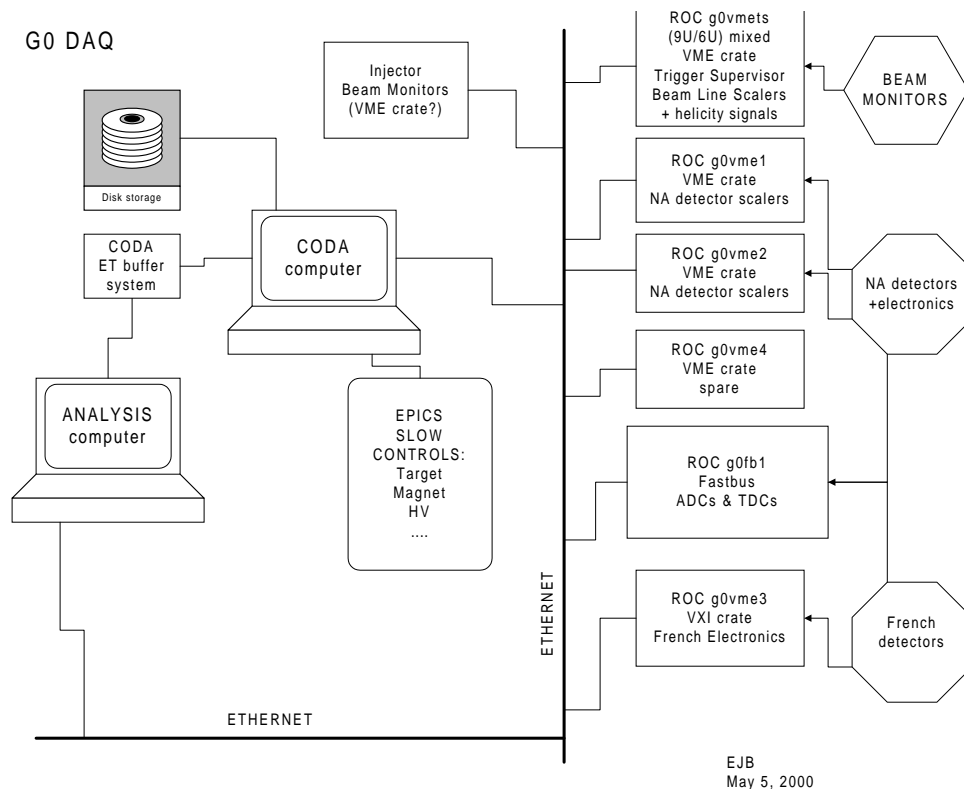 G0 DAQ
Injector
Beam Monitors
(VME crate?)
ROC g0vmets
(9U/6U) mixed
VME crate
Trigger Supervisor
Beam Line Scalers
+ helicity signals
BEAM
MONITORS
Disk storage
ROC g0vme1
VME crate
NA detector scalers
CODA
ET buffer
system
CODA
computer
ROC g0vme2
VME crate
NA detector scalers
NA detectors
+electronics
ROC g0vme4
VME crate
spare
ANALYSIS
computer
EPICS
SLOW
CONTROLS:
Target
Magnet
HV
....
ROC g0fb1
Fastbus
ADCs & TDCs
ETHERNET
ROC g0vme3
VXI crate
French Electronics
French
detectors
ETHERNET
EJB
May 5, 2000